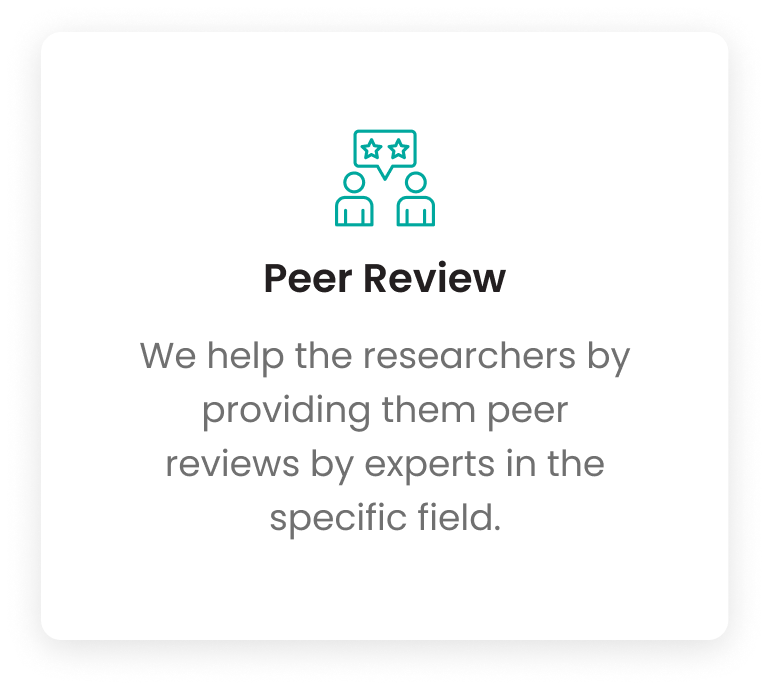 Peer Review
We help the researchers by
providing them peer
reviews by experts in the
specific field.